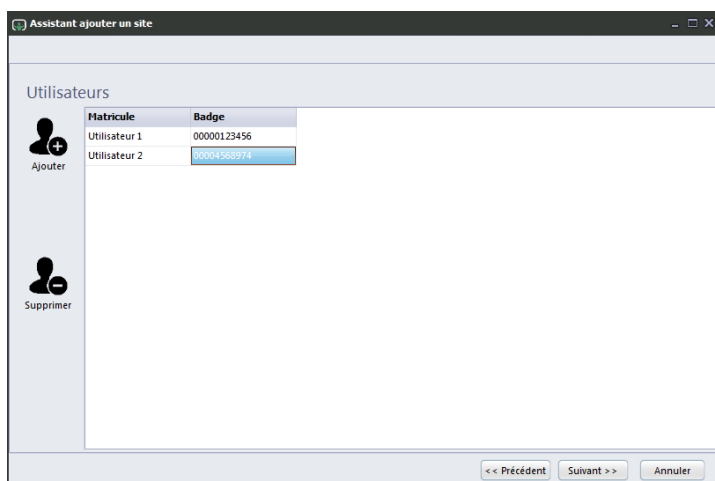 Assistant ajouter un site
Utilisateurs
Matricule Badge
Utilisateur 1 00000123456
Utilisateur 2 00004568974
Ajouter
Supprimer
<< Précédent Suivant >> Annuler